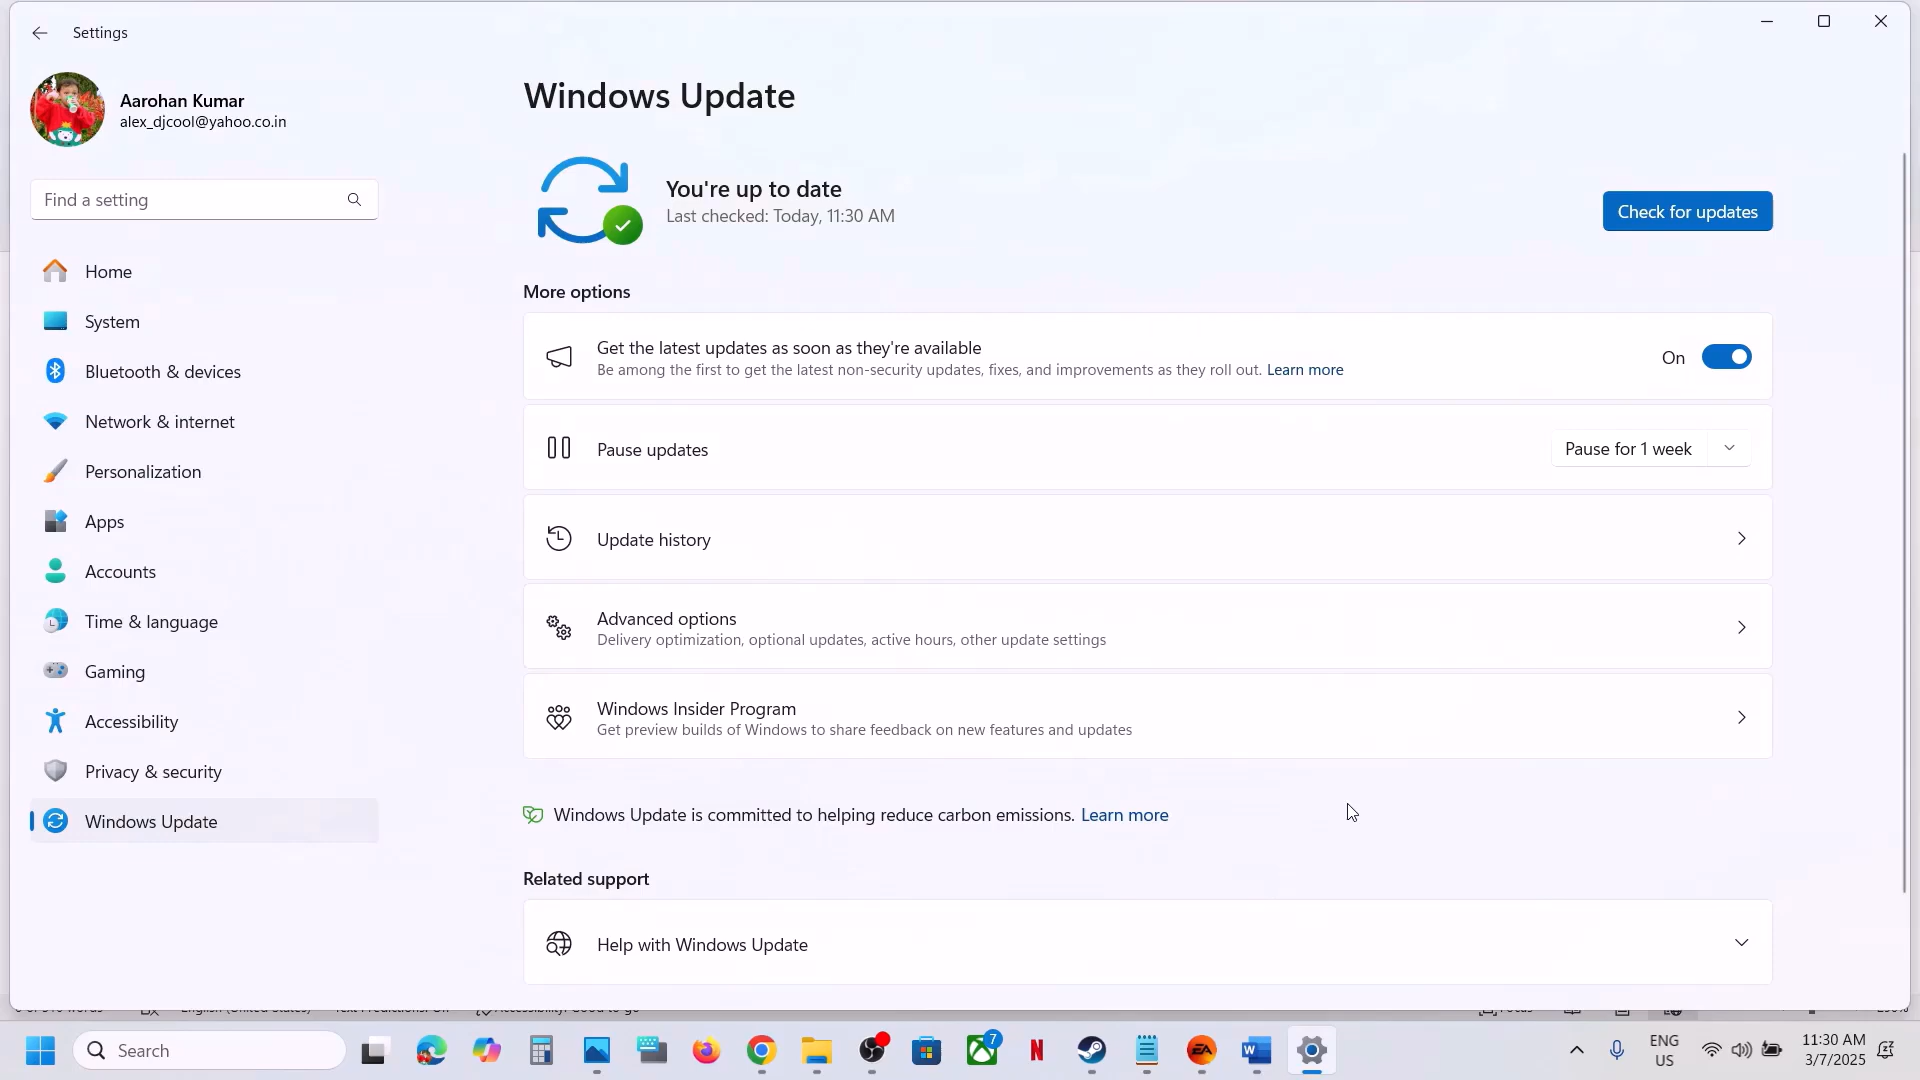 Settings
Aarohan Kumar
alex_djcool@yahoo.co.in
Find a setting
Home
System
Bluetooth & devices
Network & internet
Personalization
Apps
Accounts
Time & language
Gaming
Accessibility
Privacy & security
Windows Update
Windows Update
You're up to date
Last checked: Today, 11:30 AM
Check for updates
More options
Get the latest updates as soon as they're available
Be among the first to get the latest non-security updates, fixes, and improvements as they roll out. Learn more
On
Pause updates
Pause for 1 week
Update history
Advanced options
Delivery optimization, optional updates, active hours, other update settings
Windows Insider Program
Get preview builds of Windows to share feedback on new features and updates
Windows Update is committed to helping reduce carbon emissions. Learn more
Related support
Help with Windows Update
Search
7
N
EA
W
ENG
US
11:30 AM
3/7/2025